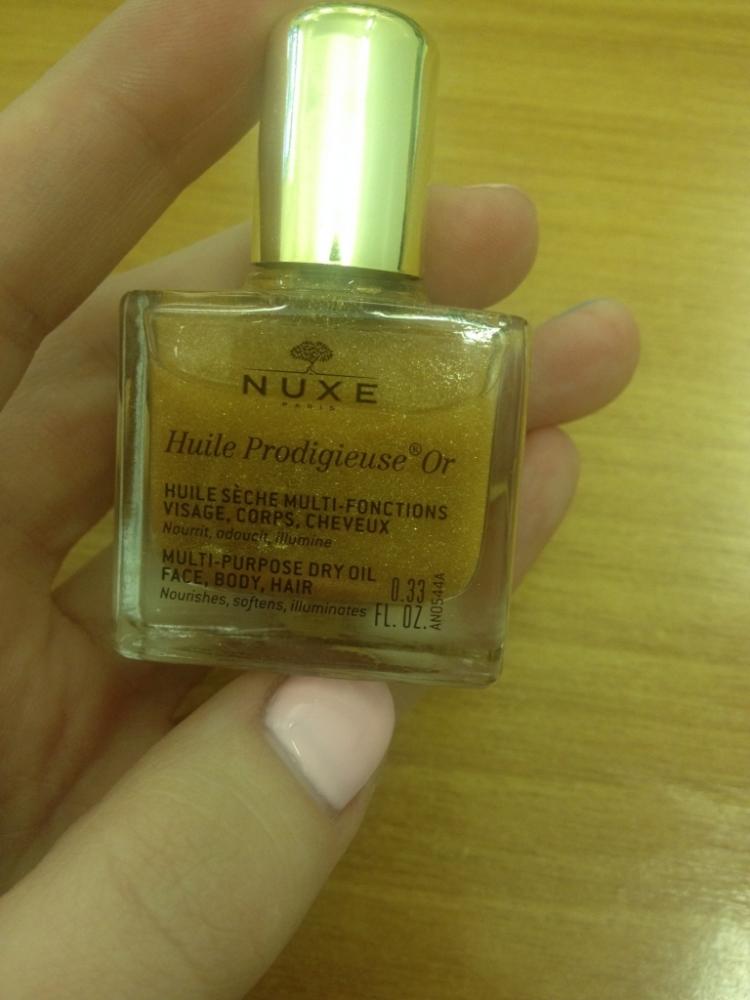 NUXE
PARIS
Huile Prodigieuse® Or
HUILE SÈCHE MULTI-FONCTIONS
VISAGE, CORPS, CHEVEUX
Nourrit, adoucit, illumine
MULTI-PURPOSE DRY OIL
FACE, BODY, HAIR
Nourishes, softens, illuminates
0.33
FL. OZ.
AN0544A